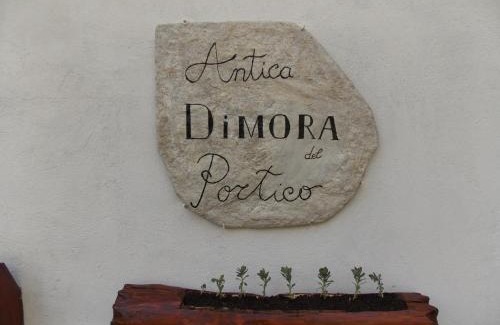 Antica
DiMORA
del
Portico